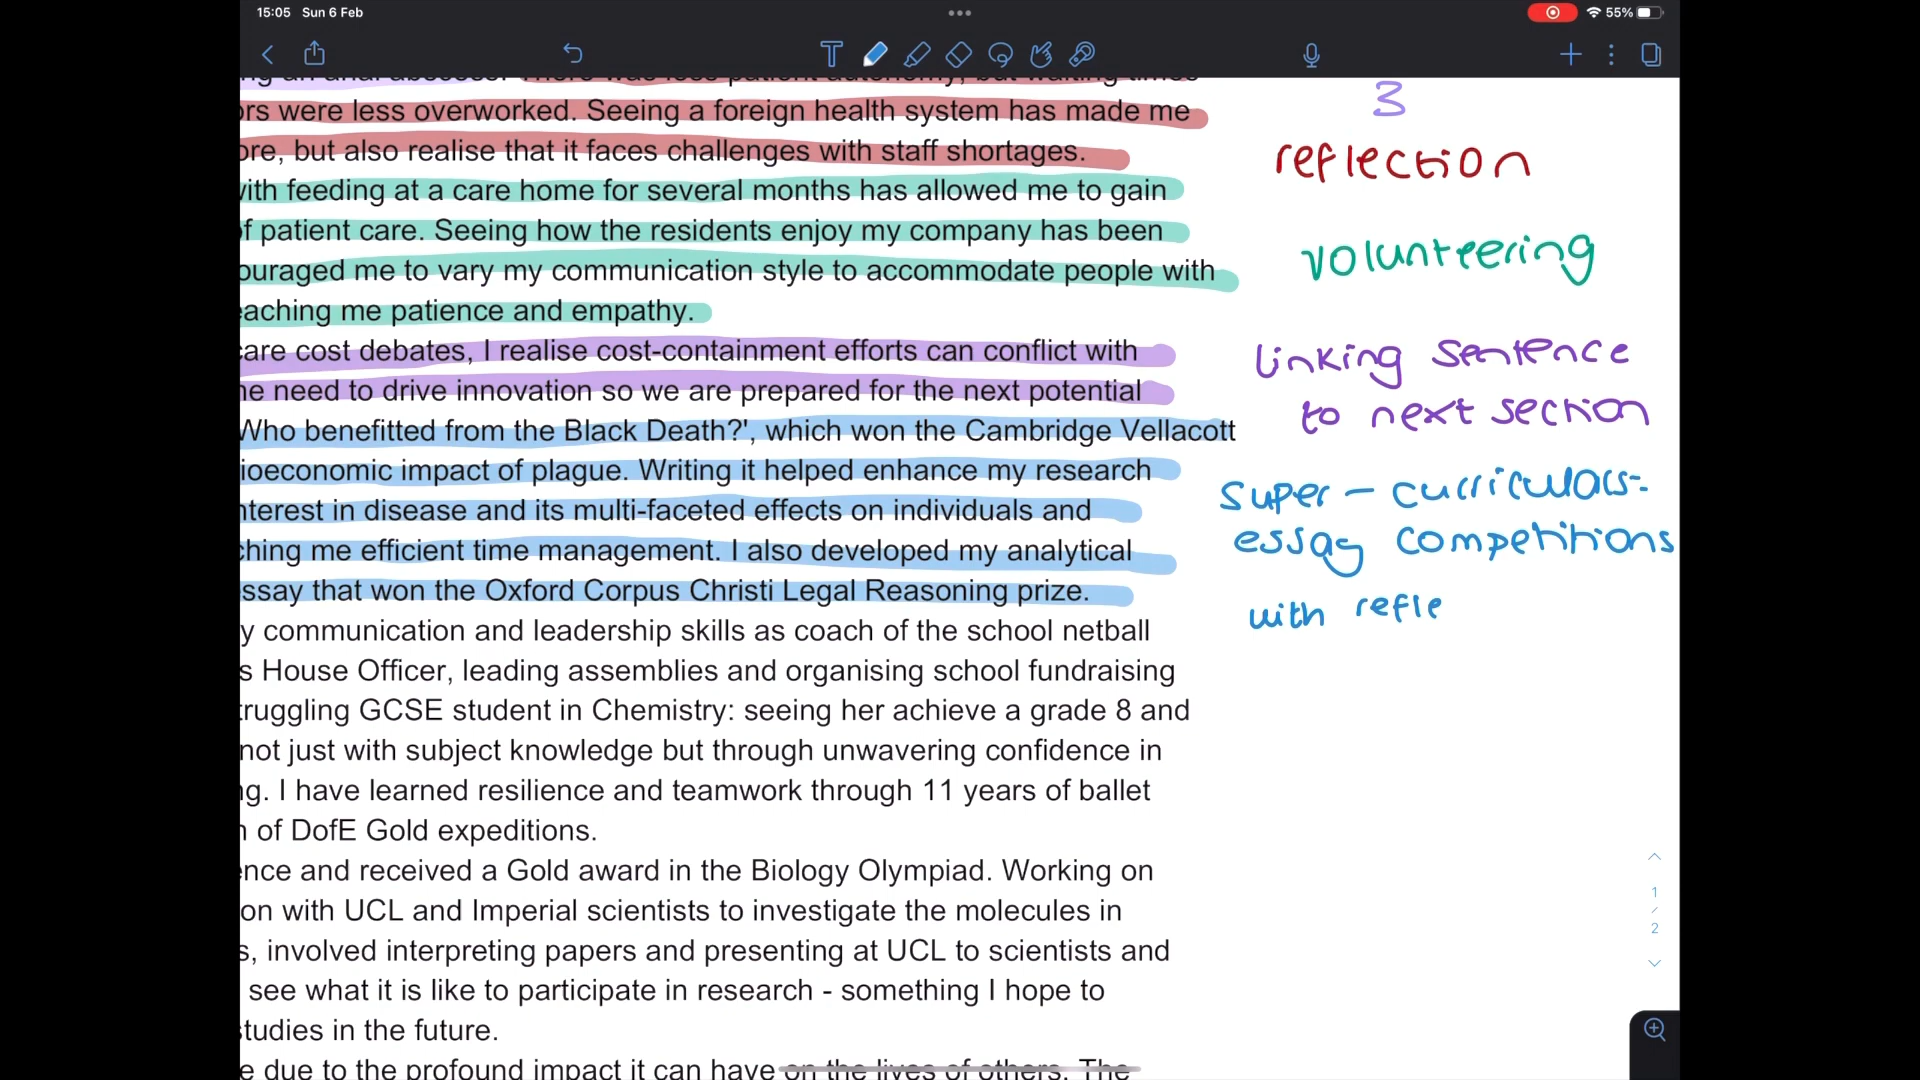 15:05 Sun 6 Feb
55%
3
ors were less overworked. Seeing a foreign health system has made me
ore, but also realise that it faces challenges with staff shortages.
reflection
with feeding at a care home for several months has allowed me to gain
of patient care. Seeing how the residents enjoy my company has been
ouraged me to vary my communication style to accommodate people with
eaching me patience and empathy.
volunteering
care cost debates, I realise cost-containment efforts can conflict with
he need to drive innovation so we are prepared for the next potential
linking sentence
to next section
Who benefitted from the Black Death?', which won the Cambridge Vellacott
ioeconomic impact of plague. Writing it helped enhance my research
nterest in disease and its multi-faceted effects on individuals and
ching me efficient time management. I also developed my analytical
essay that won the Oxford Corpus Christi Legal Reasoning prize.
super - curriculars-
essay competitions
with refle
y communication and leadership skills as coach of the school netball
s House Officer, leading assemblies and organising school fundraising
truggling GCSE student in Chemistry: seeing her achieve a grade 8 and
not just with subject knowledge but through unwavering confidence in
ng. I have learned resilience and teamwork through 11 years of ballet
n of DofE Gold expeditions.
ence and received a Gold award in the Biology Olympiad. Working on
on with UCL and Imperial scientists to investigate the molecules in
s, involved interpreting papers and presenting at UCL to scientists and
see what it is like to participate in research - something I hope to
studies in the future.
e due to the profound impact it can have on the lives of others. The
1
/
2